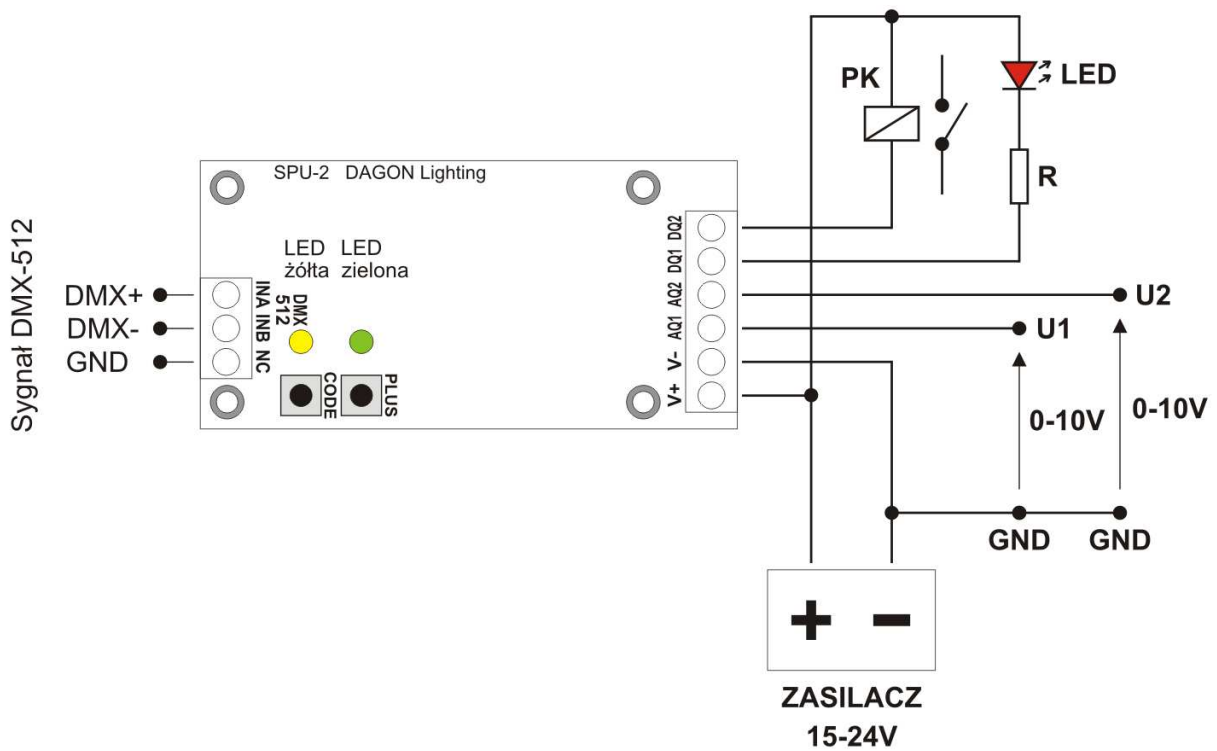 SPU-2 DAGON Lighting
LED żółta
LED zielona
Sygnał DMX-512
DMX+
DMX-
GND
INA INB NC
DMX 512
CODE
PLUS
DQ2
DQ1
AQ2
AQ1
V-
V+
PK
LED
R
U2
U1
0-10V
0-10V
GND
GND
+ −
ZASILACZ
15-24V